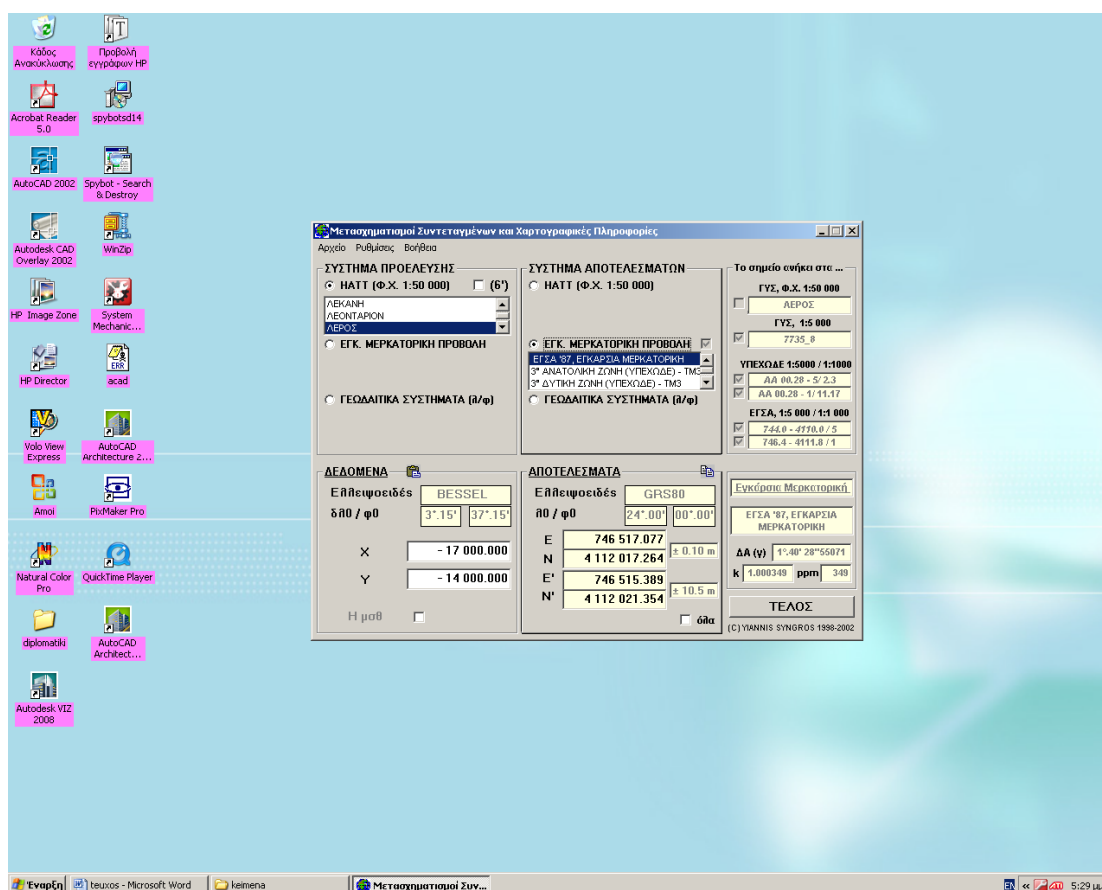 Κάδος
Ανακύκλωσης
Προβολή
εγγράφων HP
Acrobat Reader
5.0
spybotsd14
AutoCAD 2002
Spybot - Search
& Destroy
Autodesk CAD
Overlay 2002
WinZip
HP Image Zone
System
Mechanic...
HP Director
acad
Volo View
Express
AutoCAD
Architecture 2...
Amoi
PixMaker Pro
Natural Color
Pro
QuickTime Player
diplomatiki
AutoCAD
Architect...
Autodesk VIZ
2008
Μετασχηματισμοί Συντεταγμένων και Χαρτογραφικές Πληροφορίες
Αρχείο Ρυθμίσεις Βοήθεια
ΣΥΣΤΗΜΑ ΠΡΟΕΛΕΥΣΗΣ
HATT (Φ.Χ. 1:50 000) (6')
ΛΕΚΑΝΗ
ΛΕΟΝΤΑΡΙΟΝ
ΛΕΡΟΣ
ΕΓΚ. ΜΕΡΚΑΤΟΡΙΚΗ ΠΡΟΒΟΛΗ
ΓΕΩΔΑΙΤΙΚΑ ΣΥΣΤΗΜΑΤΑ (λ/φ)
ΣΥΣΤΗΜΑ ΑΠΟΤΕΛΕΣΜΑΤΩΝ
HATT (Φ.Χ. 1:50 000)
ΕΓΚ. ΜΕΡΚΑΤΟΡΙΚΗ ΠΡΟΒΟΛΗ
ΕΓΣΑ '87, ΕΓΚΑΡΣΙΑ ΜΕΡΚΑΤΟΡΙΚΗ
3° ΑΝΑΤΟΛΙΚΗ ΖΩΝΗ (ΥΠΕΧΩΔΕ) - ΤΜ3
3° ΔΥΤΙΚΗ ΖΩΝΗ (ΥΠΕΧΩΔΕ) - ΤΜ3
ΓΕΩΔΑΙΤΙΚΑ ΣΥΣΤΗΜΑΤΑ (λ/φ)
Το σημείο ανήκει στα ...
ΓΥΣ, Φ.Χ. 1:50 000
ΛΕΡΟΣ
ΓΥΣ, 1:5 000
7735_8
ΥΠΕΧΩΔΕ 1:5000 / 1:1000
ΑΑ 00.28 - 5/ 2.3
ΑΑ 00.28 - 1/ 11.17
ΕΓΣΑ, 1:5 000 / 1:1 000
744.0 - 4110.0 / 5
746.4 - 4111.8 / 1
ΔΕΔΟΜΕΝΑ
Ελλειψοειδές BESSEL
δλ0 / φ0 3°.15' 37°.15'
X - 17 000.000
Y - 14 000.000
Η μσθ
ΑΠΟΤΕΛΕΣΜΑΤΑ
Ελλειψοειδές GRS80
λ0 / φ0 24°.00' 00°.00'
E 746 517.077
N 4 112 017.264
± 0.10 m
E' 746 515.389
N' 4 112 021.354
± 10.5 m
όλα
Εγκάρσια Μερκατορική
ΕΓΣΑ '87, ΕΓΚΑΡΣΙΑ
ΜΕΡΚΑΤΟΡΙΚΗ
ΔΑ (γ) 1°.40' 28"55071
k 1.000349 ppm 349
ΤΕΛΟΣ
(C) YIANNIS SYNGROS 1998-2002
Έναρξη teuxos - Microsoft Word keimena Μετασχηματισμοί Συν... EN « 5:29 μμ